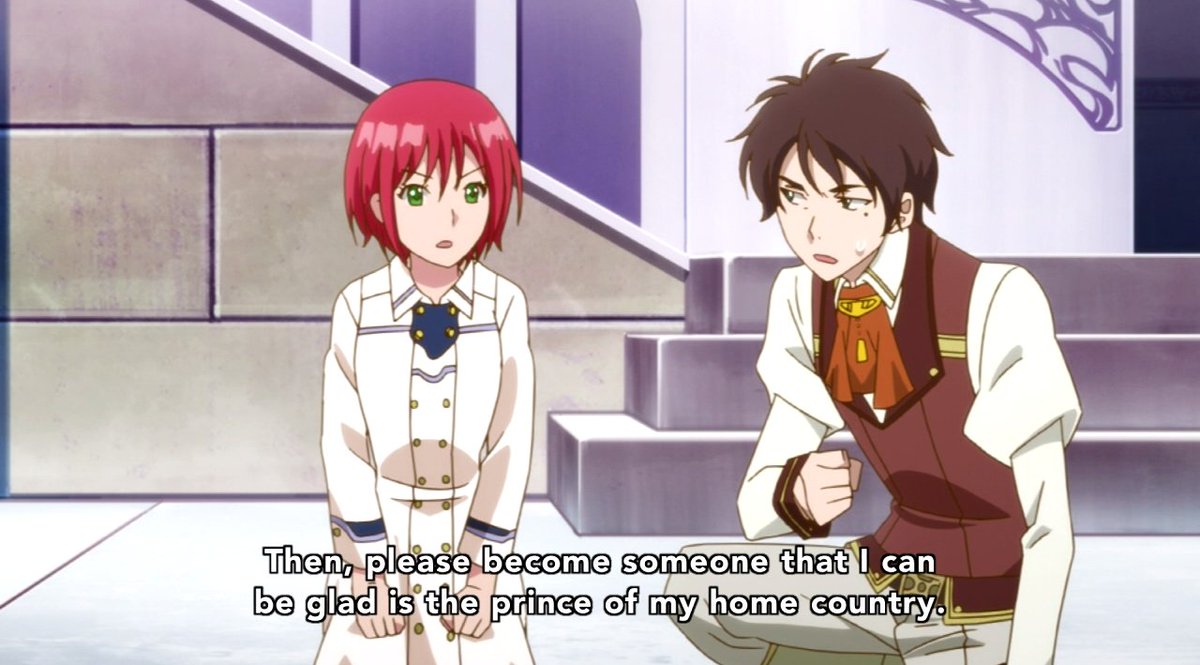 Then, please become someone that I can
be glad is the prince of my home country.